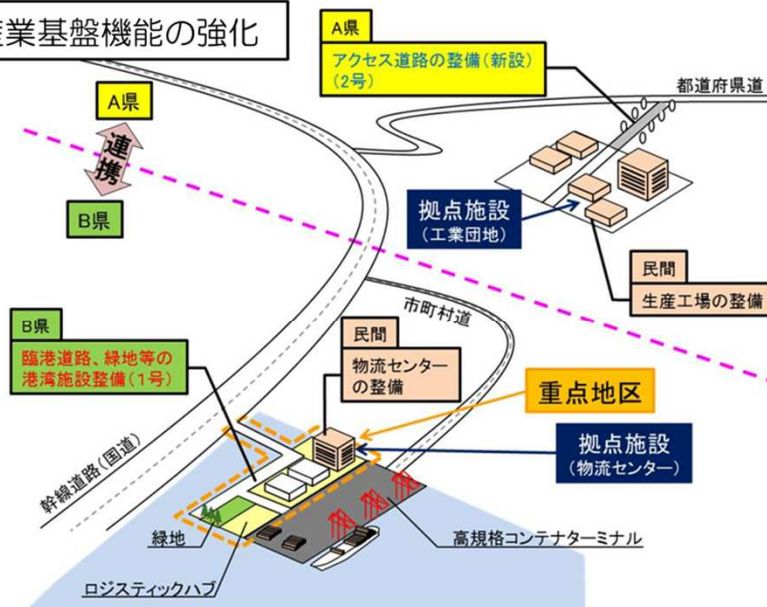 業基盤機能の強化
A県
アクセス道路の整備(新設)
(2号)
都道府県道
A県
連携
B県
拠点施設
(工業団地)
民間
生産工場の整備
市町村道
B県
臨港道路、緑地等の
港湾施設整備(1号)
民間
物流センター
の整備
重点地区
拠点施設
(物流センター)
幹線道路(国道)
緑地
高規格コンテナターミナル
ロジスティックハブ